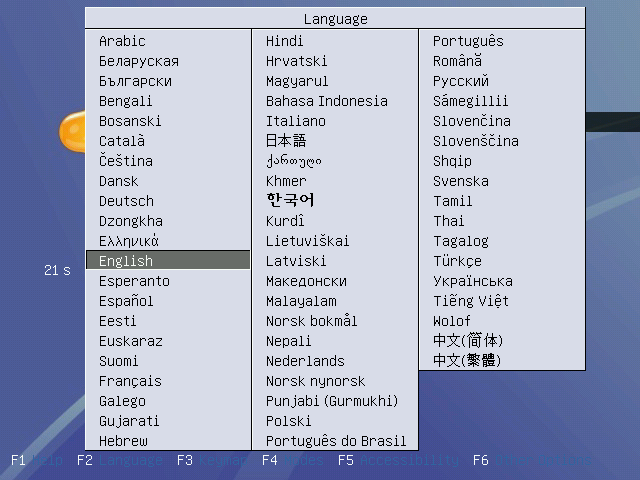 Language
Arabic
Беларуская
Български
Bengali
Bosanski
Català
Čeština
Dansk
Deutsch
Dzongkha
Ελληνικά
English
Esperanto
Español
Eesti
Euskaraz
Suomi
Français
Galego
Gujarati
Hebrew
Hindi
Hrvatski
Magyarul
Bahasa Indonesia
Italiano
日本語
ქართული
Khmer
한국어
Kurdî
Lietuviškai
Latviski
Македонски
Malayalam
Norsk bokmål
Nepali
Nederlands
Norsk nynorsk
Punjabi (Gurmukhi)
Polski
Português do Brasil
Português
Română
Русский
Sámegillii
Slovenčina
Slovenščina
Shqip
Svenska
Tamil
Thai
Tagalog
Türkçe
Українська
Tiếng Việt
Wolof
中文(简体)
中文(繁體)
21 s
F1 Help F2 Language F3 Keymap F4 Modes F5 Accessibility F6